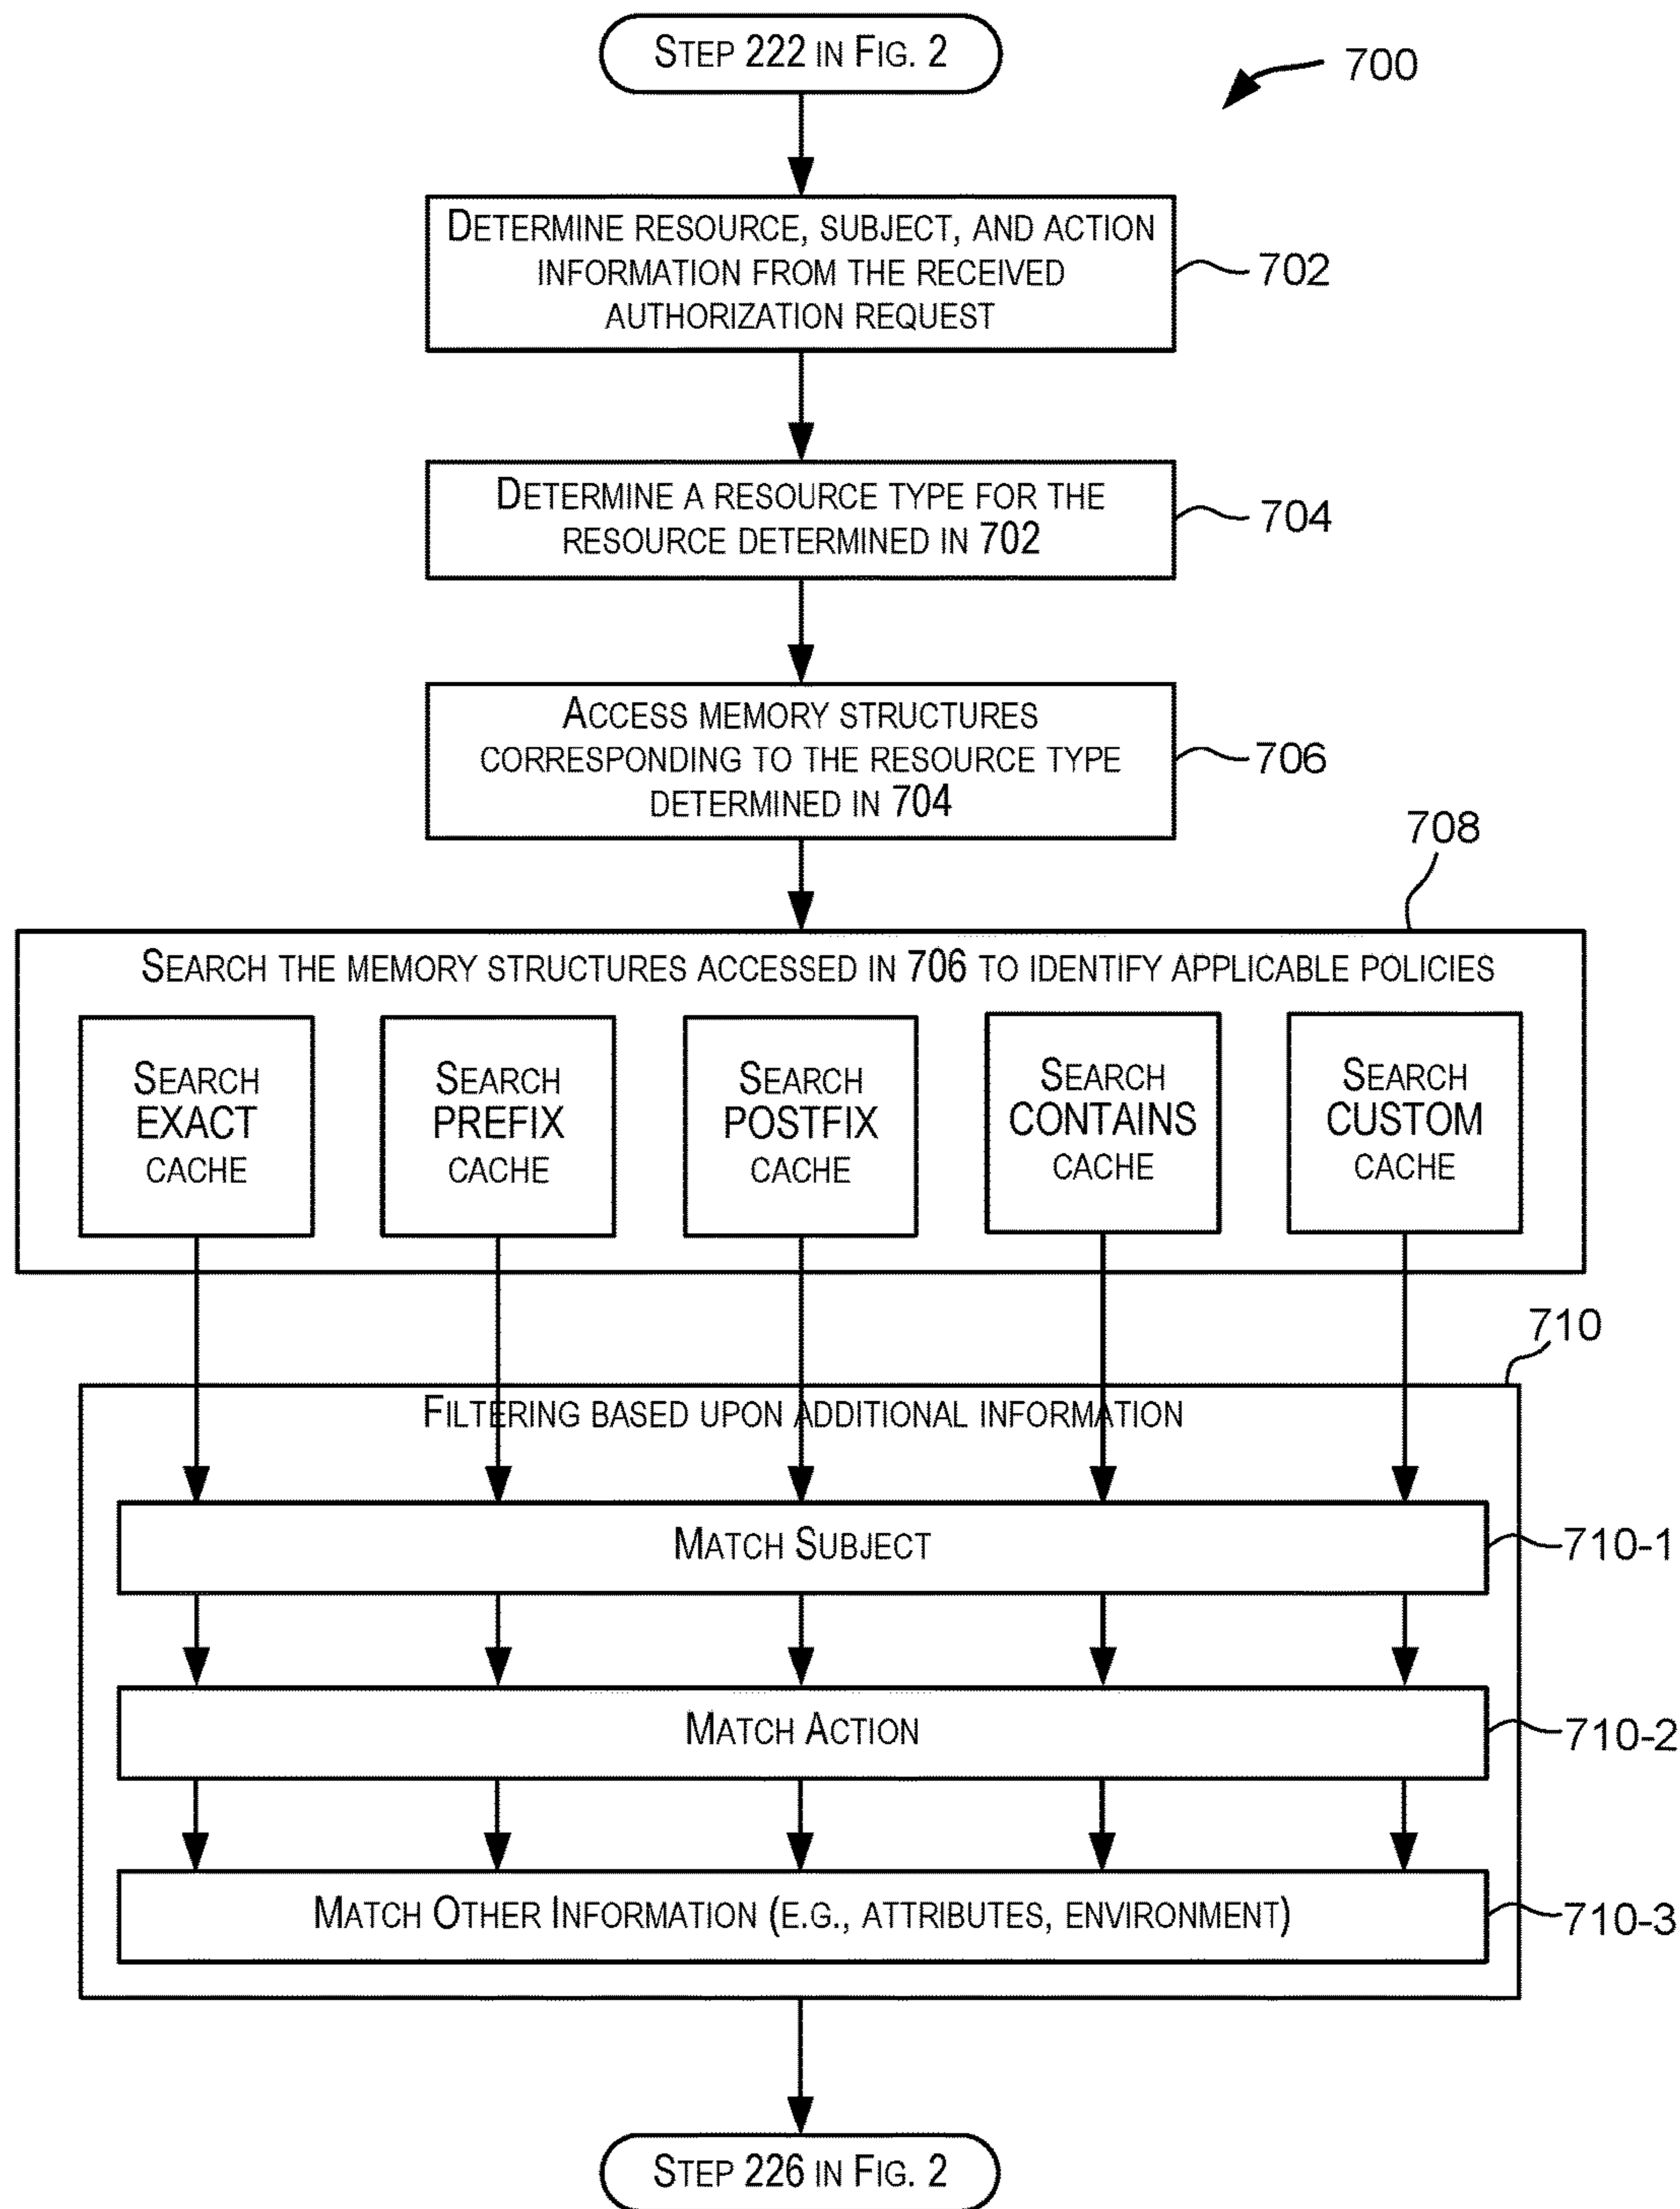 STEP 222 IN FIG. 2
700
DETERMINE RESOURCE, SUBJECT, AND ACTION
INFORMATION FROM THE RECEIVED
AUTHORIZATION REQUEST
702
DETERMINE A RESOURCE TYPE FOR THE
RESOURCE DETERMINED IN 702
704
ACCESS MEMORY STRUCTURES
CORRESPONDING TO THE RESOURCE TYPE
DETERMINED IN 704
706
708
SEARCH THE MEMORY STRUCTURES ACCESSED IN 706 TO IDENTIFY APPLICABLE POLICIES
SEARCH
EXACT
CACHE
SEARCH
PREFIX
CACHE
SEARCH
POSTFIX
CACHE
SEARCH
CONTAINS
CACHE
SEARCH
CUSTOM
CACHE
710
FILTERING BASED UPON ADDITIONAL INFORMATION
MATCH SUBJECT
710-1
MATCH ACTION
710-2
MATCH OTHER INFORMATION (E.G., ATTRIBUTES, ENVIRONMENT)
710-3
STEP 226 IN FIG. 2